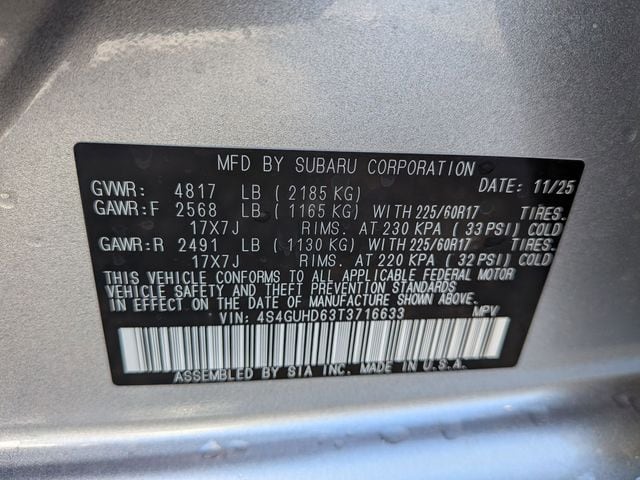 MFD BY SUBARU CORPORATION
GVWR: 4817 LB (2185 KG) DATE: 11/25
GAWR:F 2568 LB (1165 KG) WITH 225/60R17 TIRES.
17X7J RIMS. AT 230 KPA (33 PSI) COLD
GAWR:R 2491 LB (1130 KG) WITH 225/60R17 TIRES.
17X7J RIMS. AT 220 KPA (32 PSI) COLD
THIS VEHICLE CONFORMS TO ALL APPLICABLE FEDERAL MOTOR
VEHICLE SAFETY AND THEFT PREVENTION STANDARDS
IN EFFECT ON THE DATE OF MANUFACTURE SHOWN ABOVE.
VIN: 4S4GUHD63T3716633 MPV
ASSEMBLED BY SIA INC. MADE IN U.S.A.